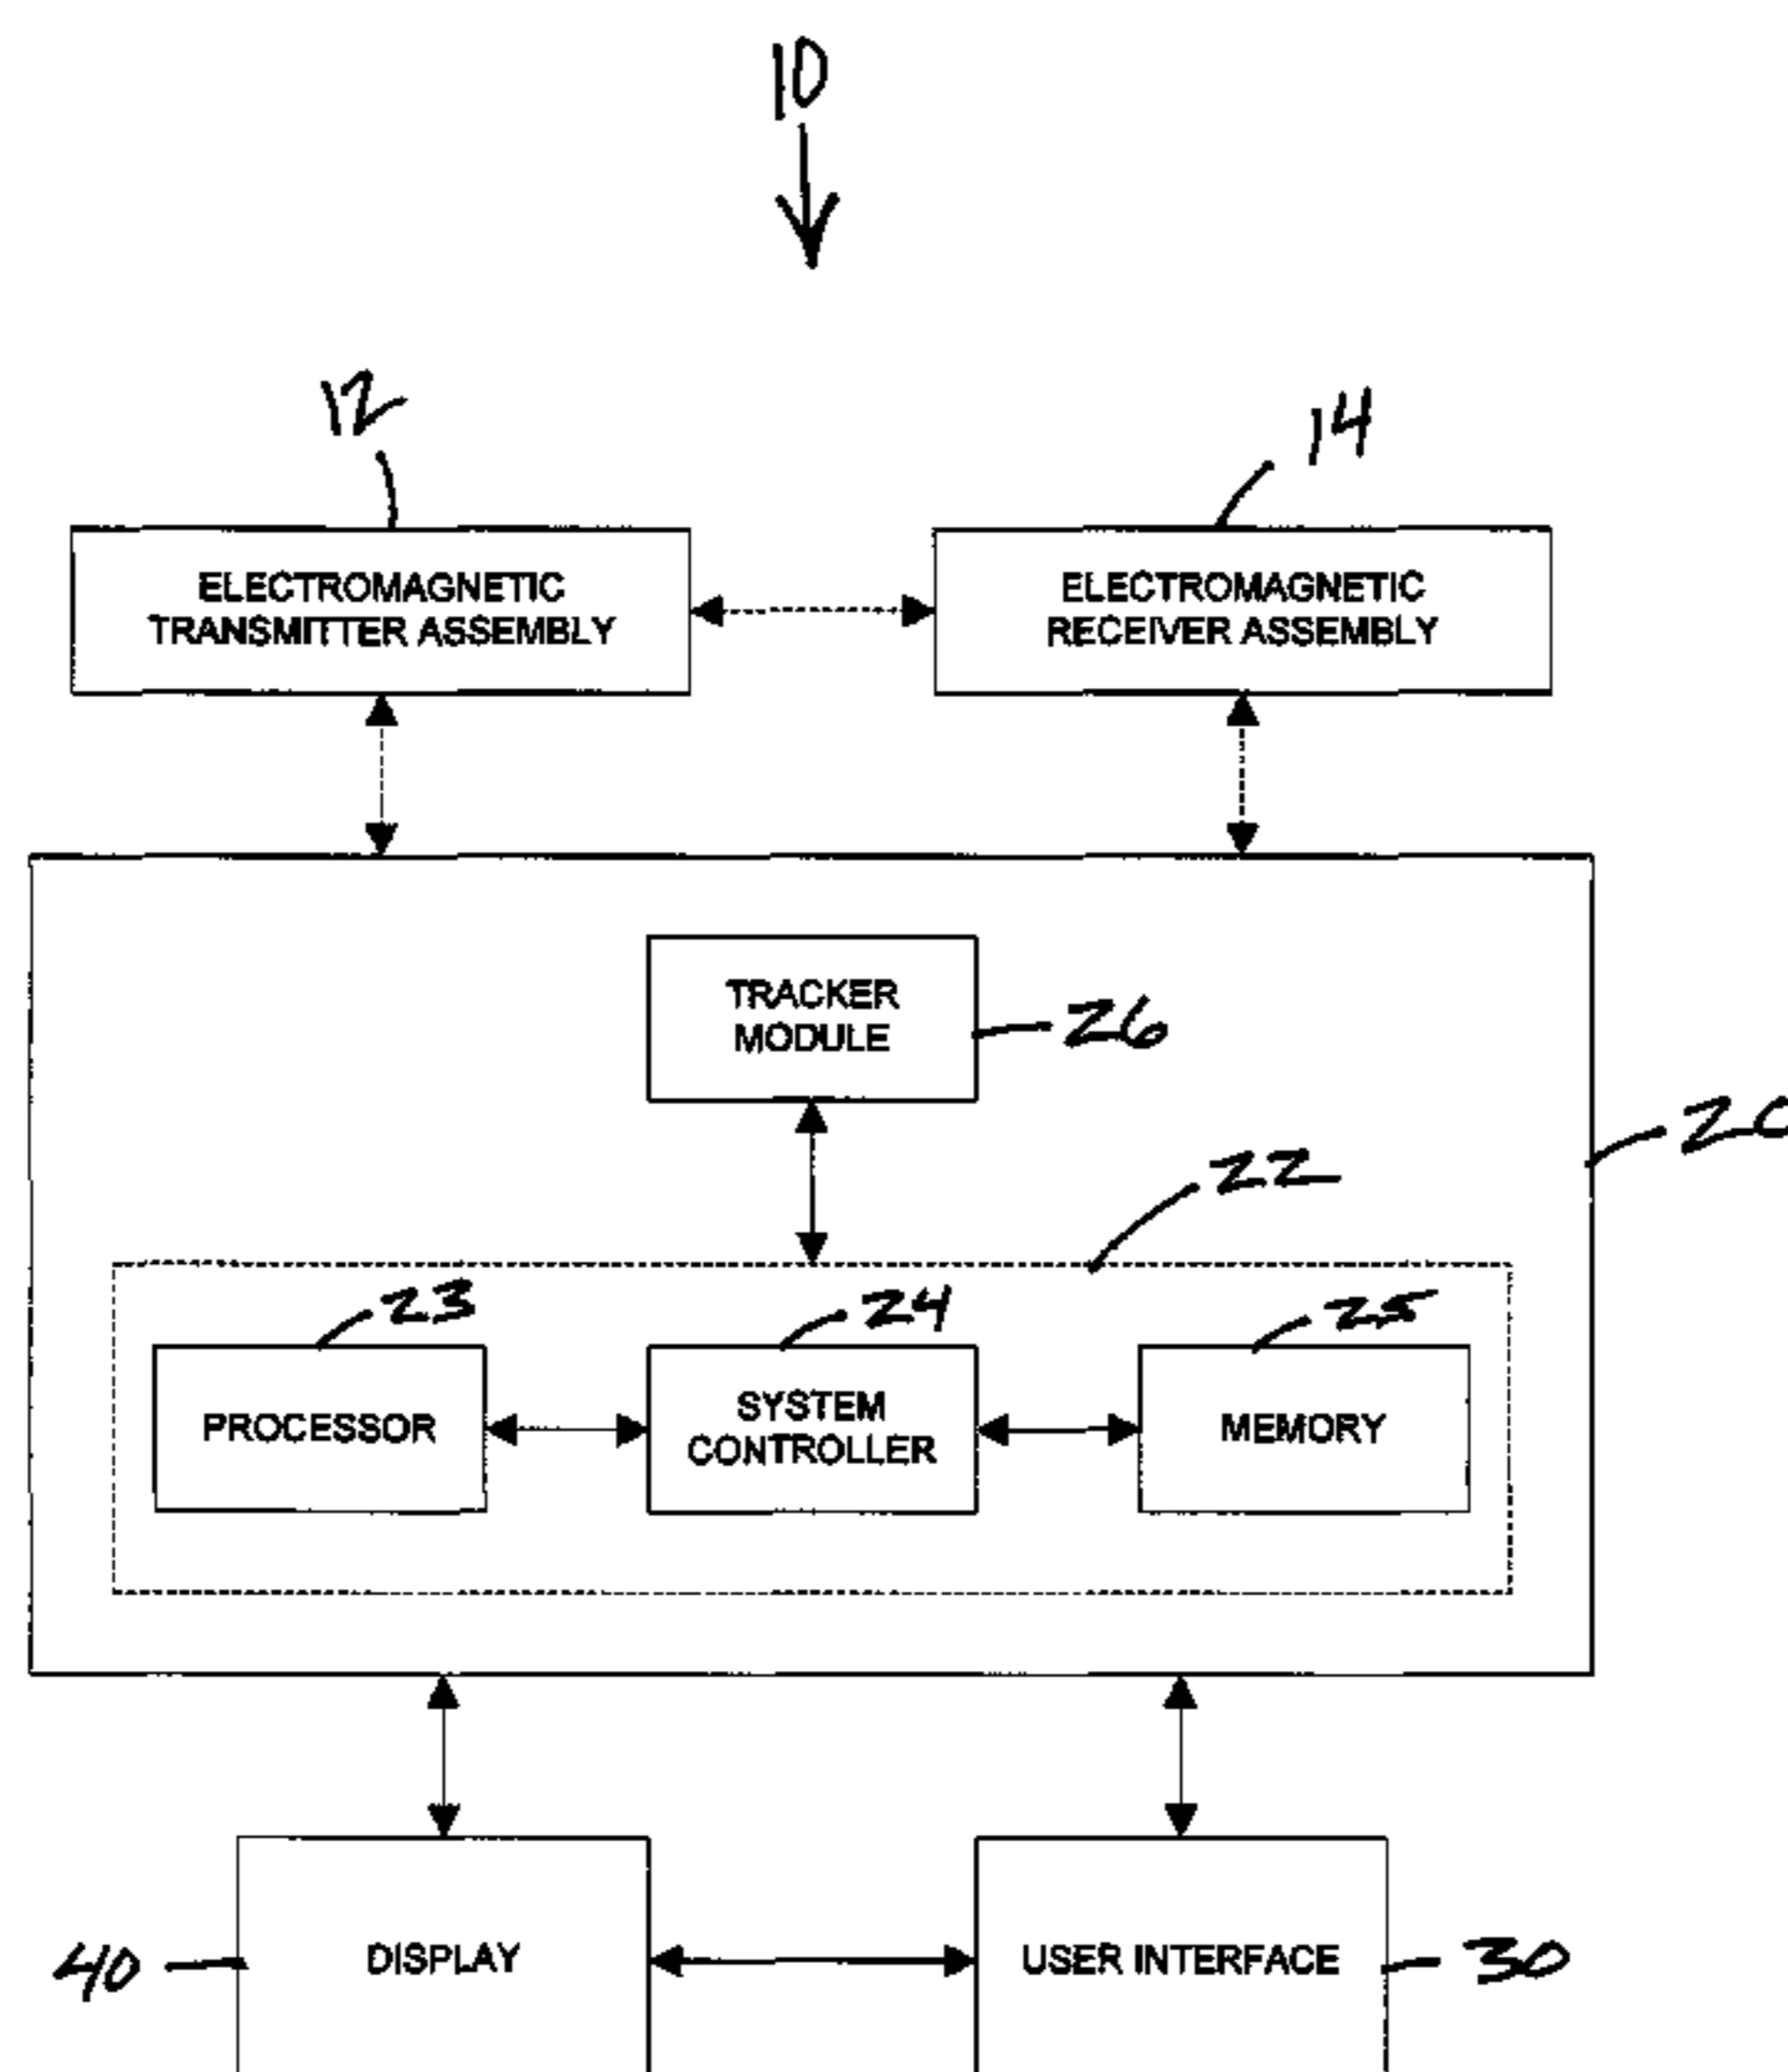 10
12
14
ELECTROMAGNETIC
TRANSMITTER ASSEMBLY
ELECTROMAGNETIC
RECEIVER ASSEMBLY
TRACKER
MODULE
26
20
22
23
24
25
PROCESSOR
SYSTEM
CONTROLLER
MEMORY
40
DISPLAY
USER INTERFACE
30